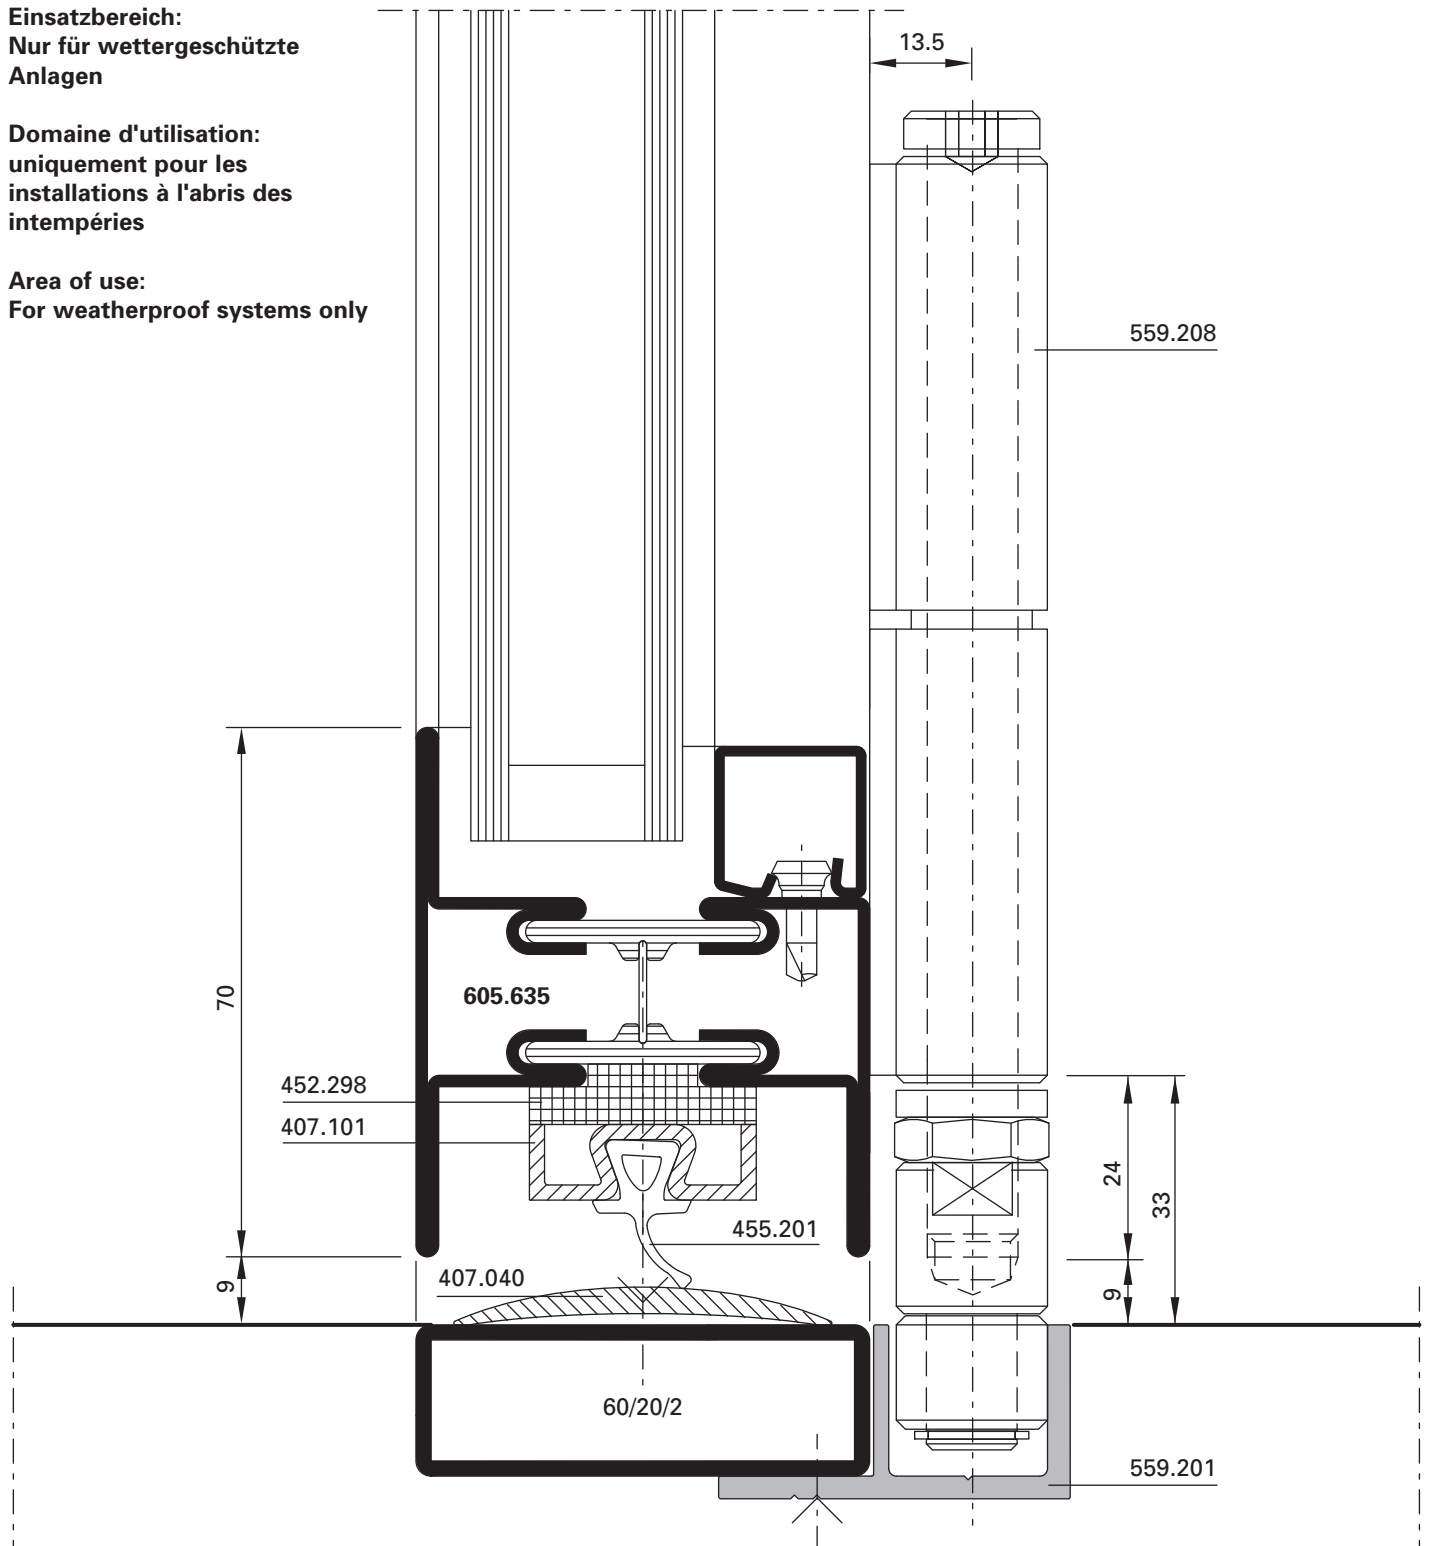 Einsatzbereich:
Nur für wettergeschützte
Anlagen
Domaine d'utilisation:
uniquement pour les
installations à l'abris des
intempéries
Area of use:
For weatherproof systems only
13.5
559.208
70
605.635
452.298
407.101
24
33
455.201
407.040
9
9
60/20/2
559.201